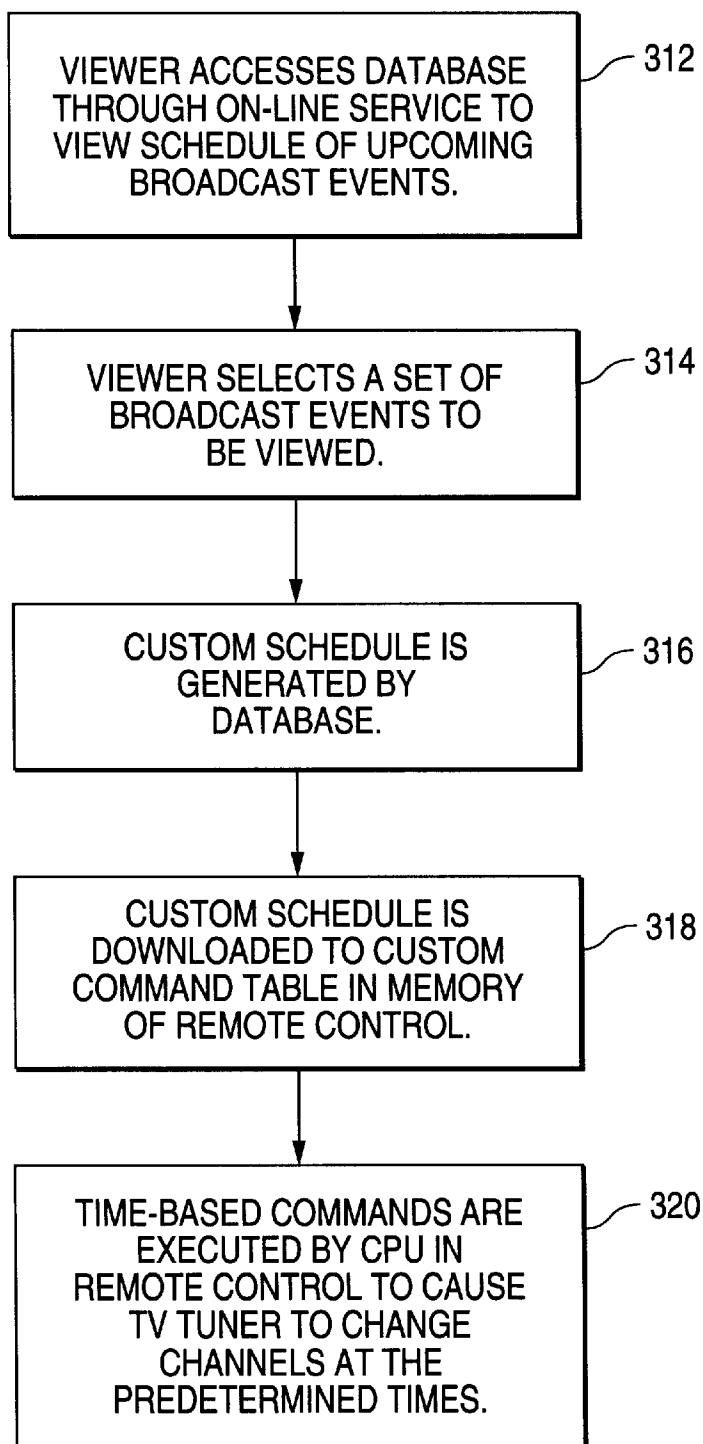 VIEWER ACCESSES DATABASE
THROUGH ON-LINE SERVICE TO
VIEW SCHEDULE OF UPCOMING
BROADCAST EVENTS.
312
VIEWER SELECTS A SET OF
BROADCAST EVENTS TO
BE VIEWED.
314
CUSTOM SCHEDULE IS
GENERATED BY
DATABASE.
316
CUSTOM SCHEDULE IS
DOWNLOADED TO CUSTOM
COMMAND TABLE IN MEMORY
OF REMOTE CONTROL.
318
TIME-BASED COMMANDS ARE
EXECUTED BY CPU IN
REMOTE CONTROL TO CAUSE
TV TUNER TO CHANGE
CHANNELS AT THE
PREDETERMINED TIMES.
320